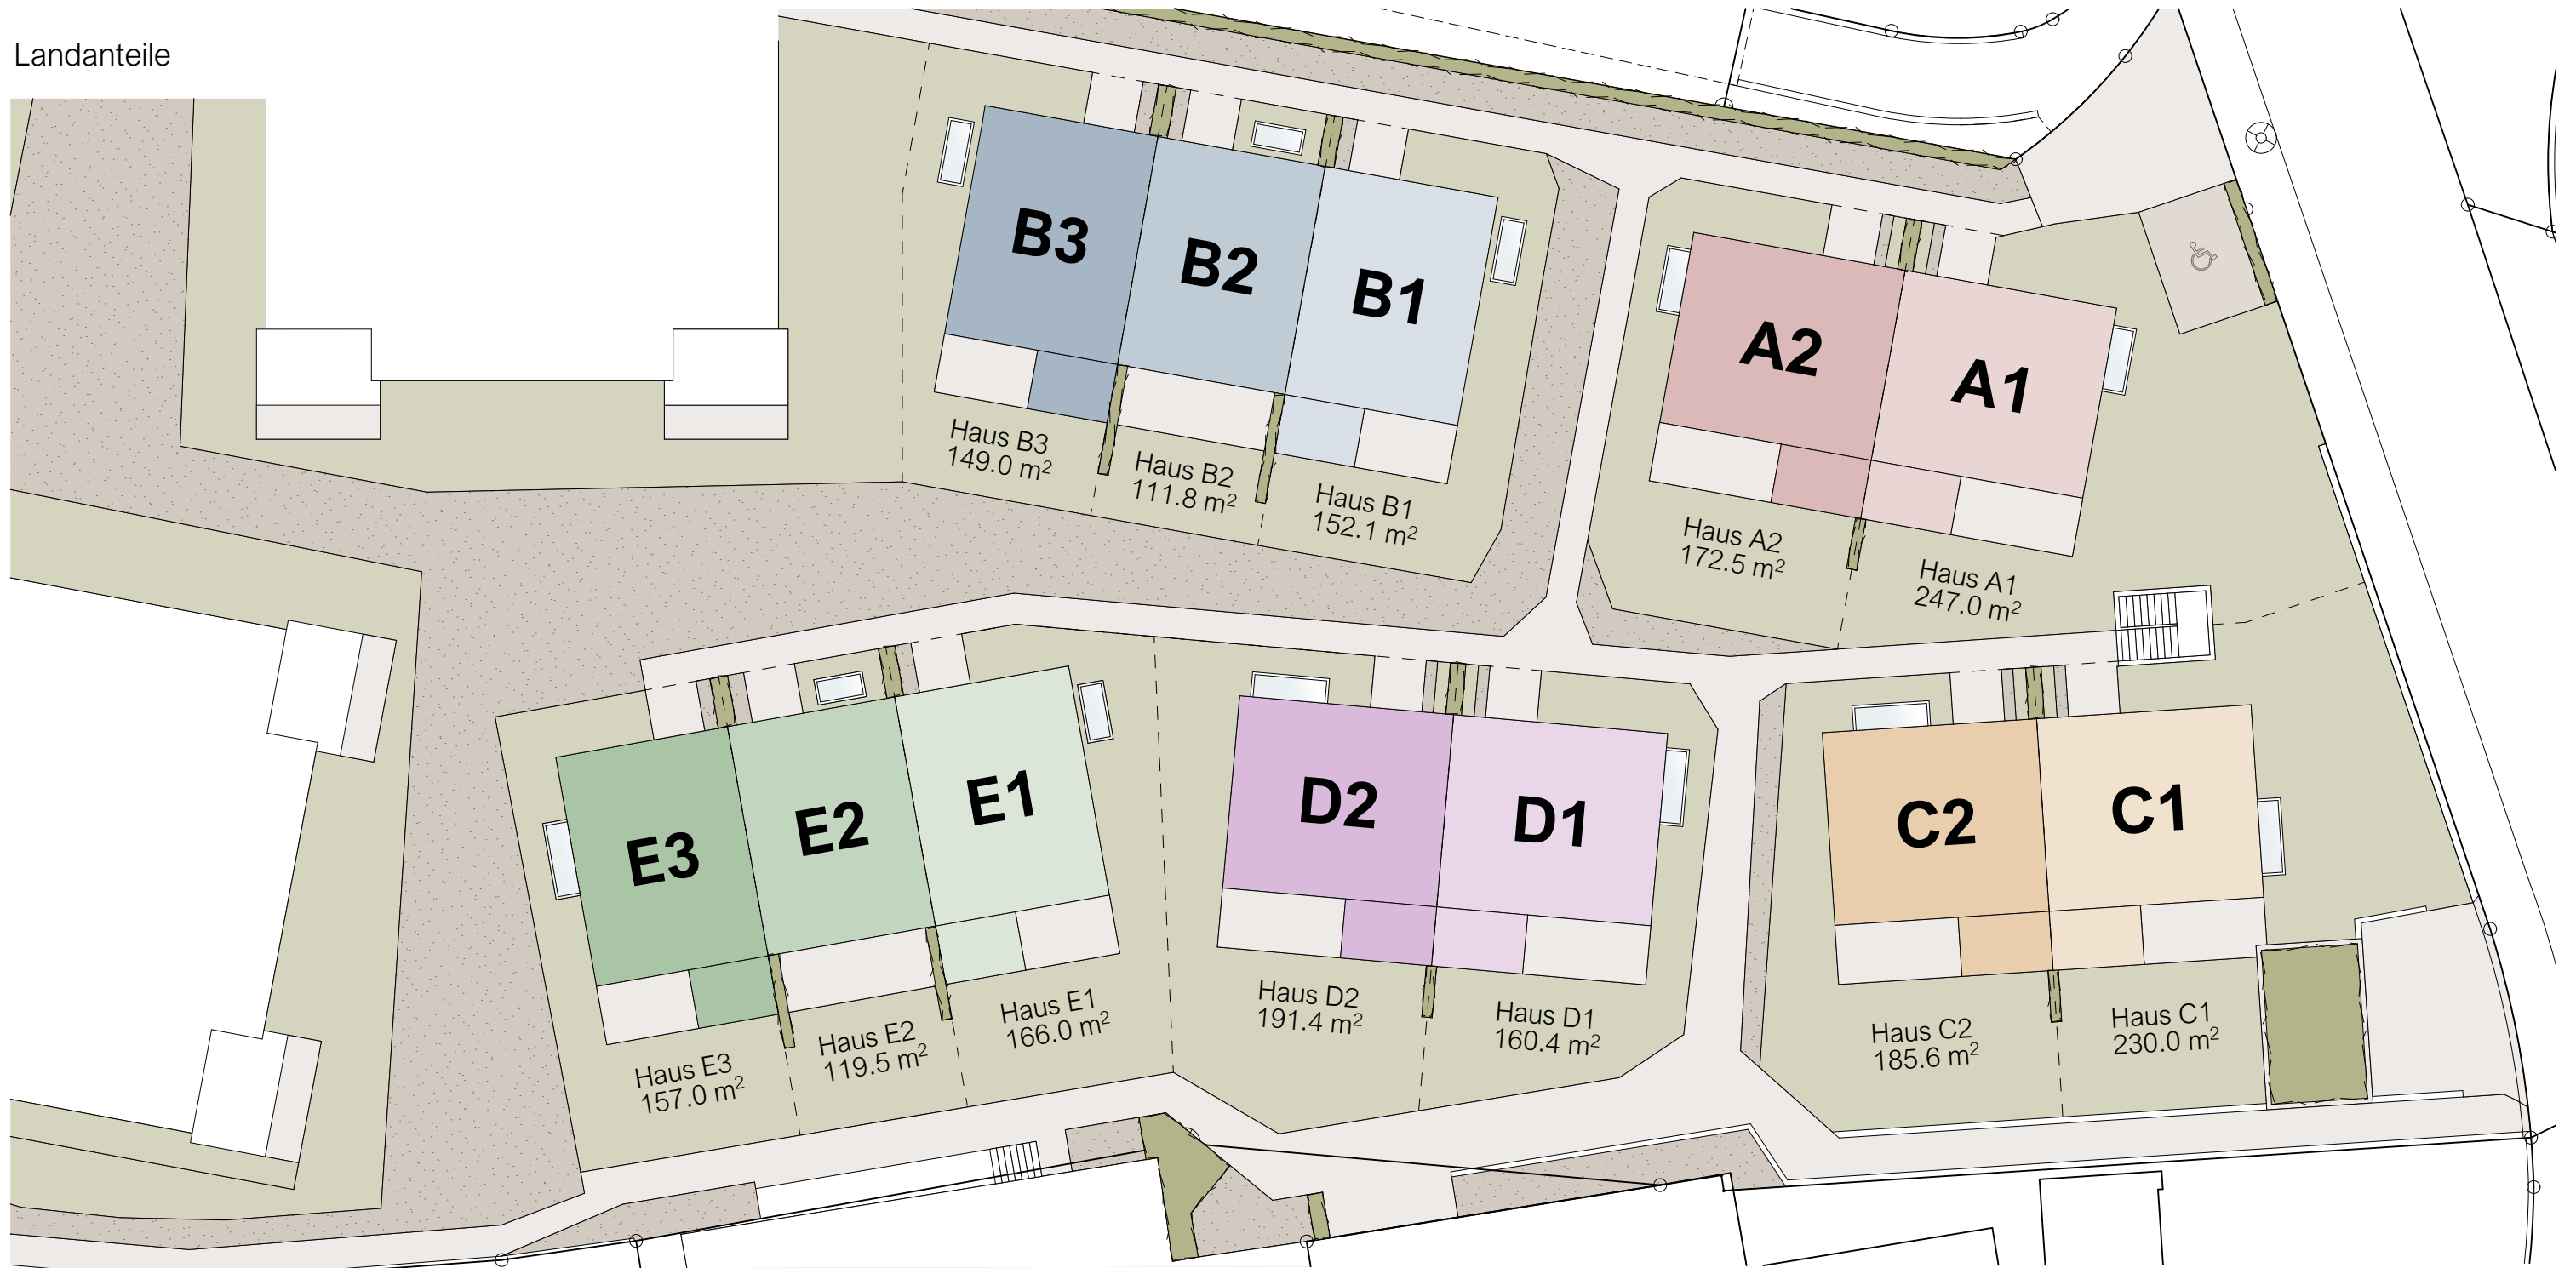 Landanteile
B3
B2
B1
A2
A1
Haus B3
149.0 m²
Haus B2
111.8 m²
Haus B1
152.1 m²
Haus A2
172.5 m²
Haus A1
247.0 m²
E3
E2
E1
D2
D1
C2
C1
Haus E3
157.0 m²
Haus E2
119.5 m²
Haus E1
166.0 m²
Haus D2
191.4 m²
Haus D1
160.4 m²
Haus C2
185.6 m²
Haus C1
230.0 m²